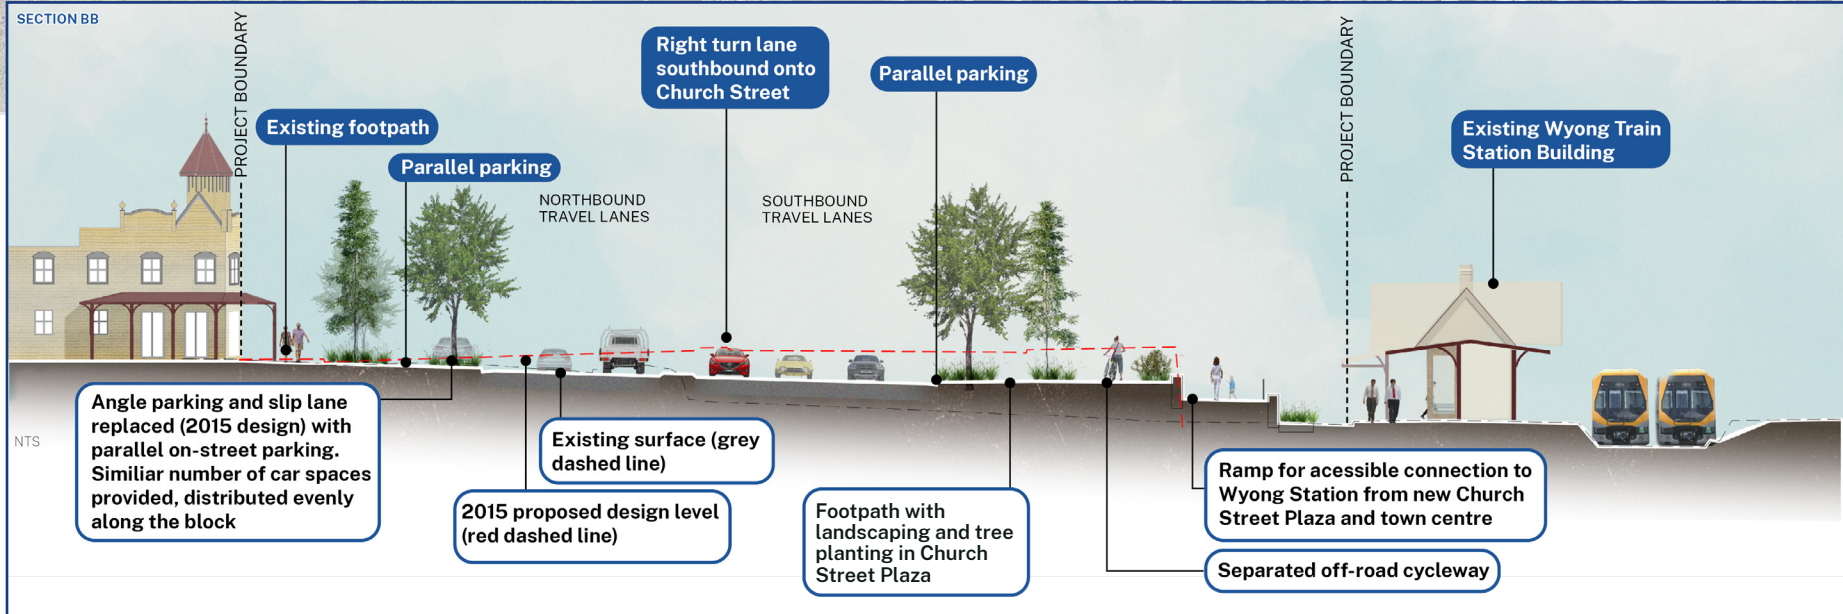 SECTION BB
PROJECT BOUNDARY
Existing footpath
Parallel parking
NORTHBOUND
TRAVEL LANES
Right turn lane
southbound onto
Church Street
SOUTHBOUND
TRAVEL LANES
Parallel parking
PROJECT BOUNDARY
Existing Wyong Train
Station Building
NTS
Angle parking and slip lane
replaced (2015 design) with
parallel on-street parking.
Similiar number of car spaces
provided, distributed evenly
along the block
Existing surface (grey
dashed line)
2015 proposed design level
(red dashed line)
Footpath with
landscaping and tree
planting in Church
Street Plaza
Ramp for acessible connection to
Wyong Station from new Church
Street Plaza and town centre
Separated off-road cycleway